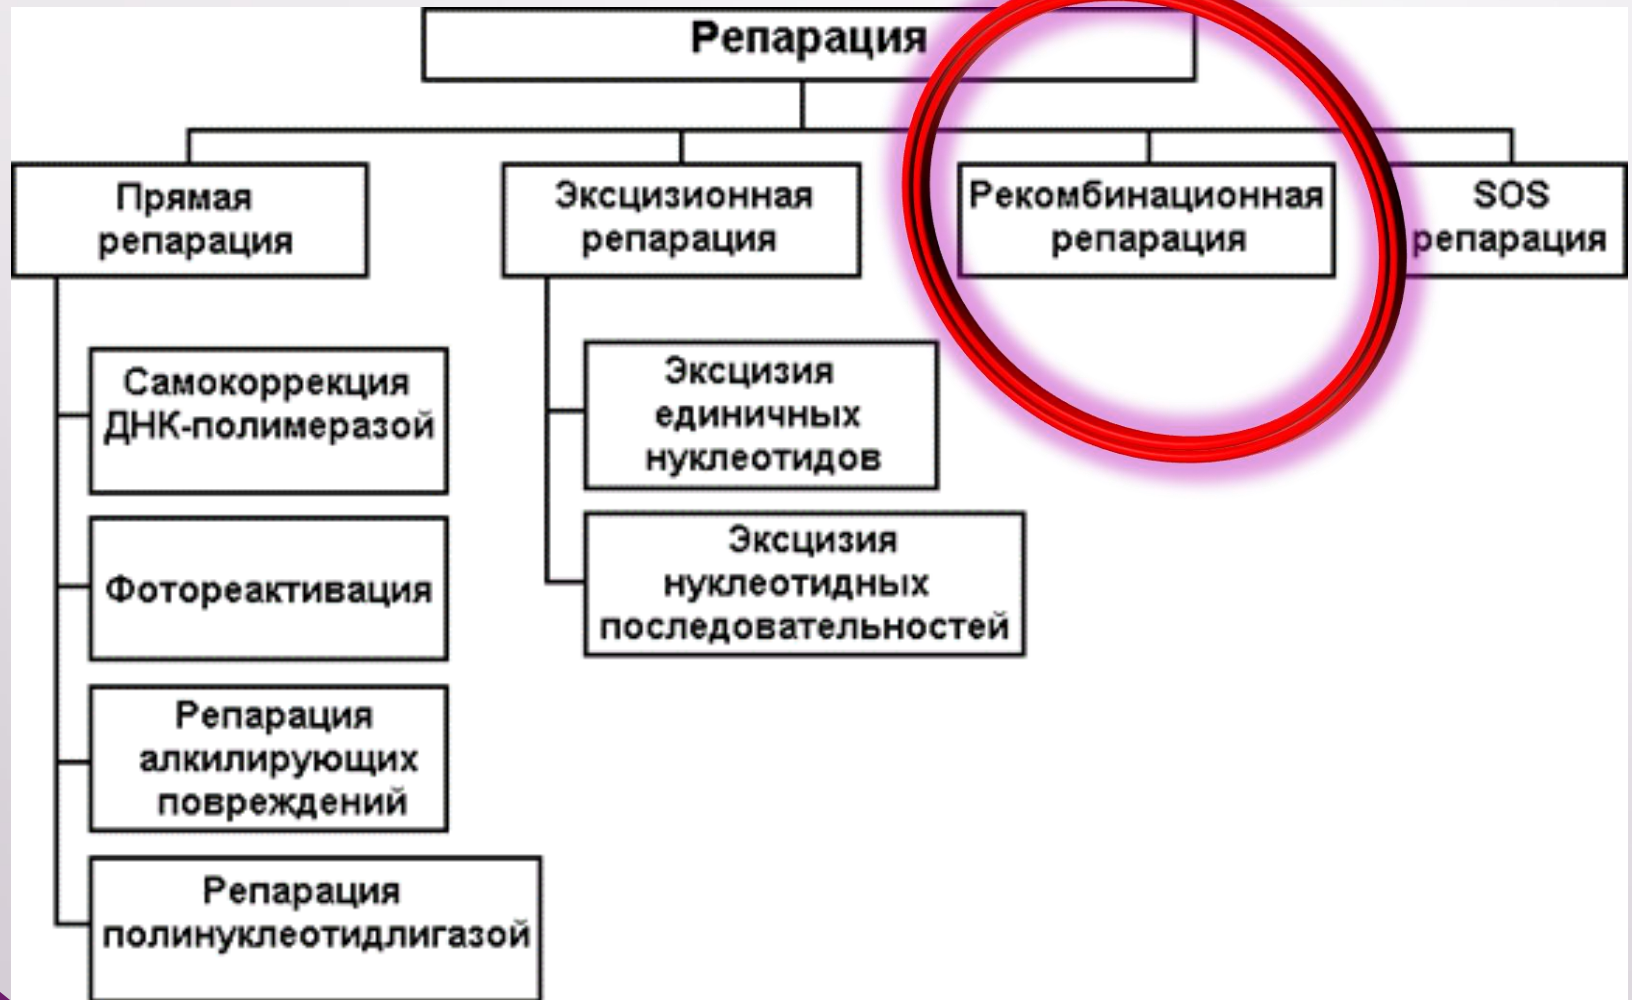 Репарация
Прямая
репарация
Эксцизионная
репарация
Рекомбинационная
репарация
SOS
репарация
Самокоррекция
ДНК-полимеразой
Фотореактивация
Репарация
алкилирующих
повреждений
Репарация
полинуклеотидлигазой
Эксцизия
единичных
нуклеотидов
Эксцизия
нуклеотидных
последовательностей